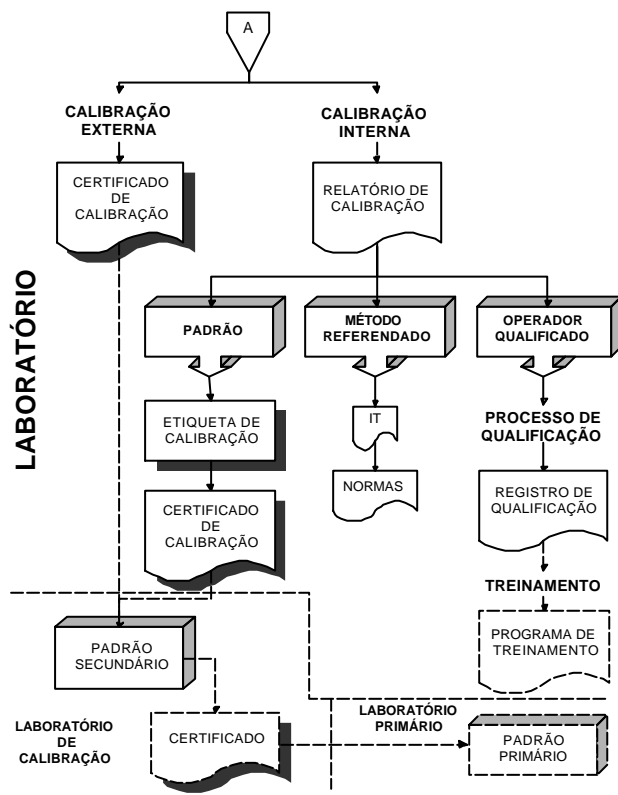 A
CALIBRAÇÃO
EXTERNA
CALIBRAÇÃO
INTERNA
CERTIFICADO
DE
CALIBRAÇÃO
RELATÓRIO DE
CALIBRAÇÃO
LABORATÓRIO
PADRÃO
MÉTODO
REFERENDADO
OPERADOR
QUALIFICADO
ETIQUETA DE
CALIBRAÇÃO
IT
PROCESSO DE
QUALIFICAÇÃO
CERTIFICADO
DE
CALIBRAÇÃO
NORMAS
REGISTRO DE
QUALIFICAÇÃO
TREINAMENTO
PADRÃO
SECUNDÁRIO
PROGRAMA DE
TREINAMENTO
LABORATÓRIO
DE
CALIBRAÇÃO
CERTIFICADO
LABORATÓRIO
PRIMÁRIO
PADRÃO
PRIMÁRIO